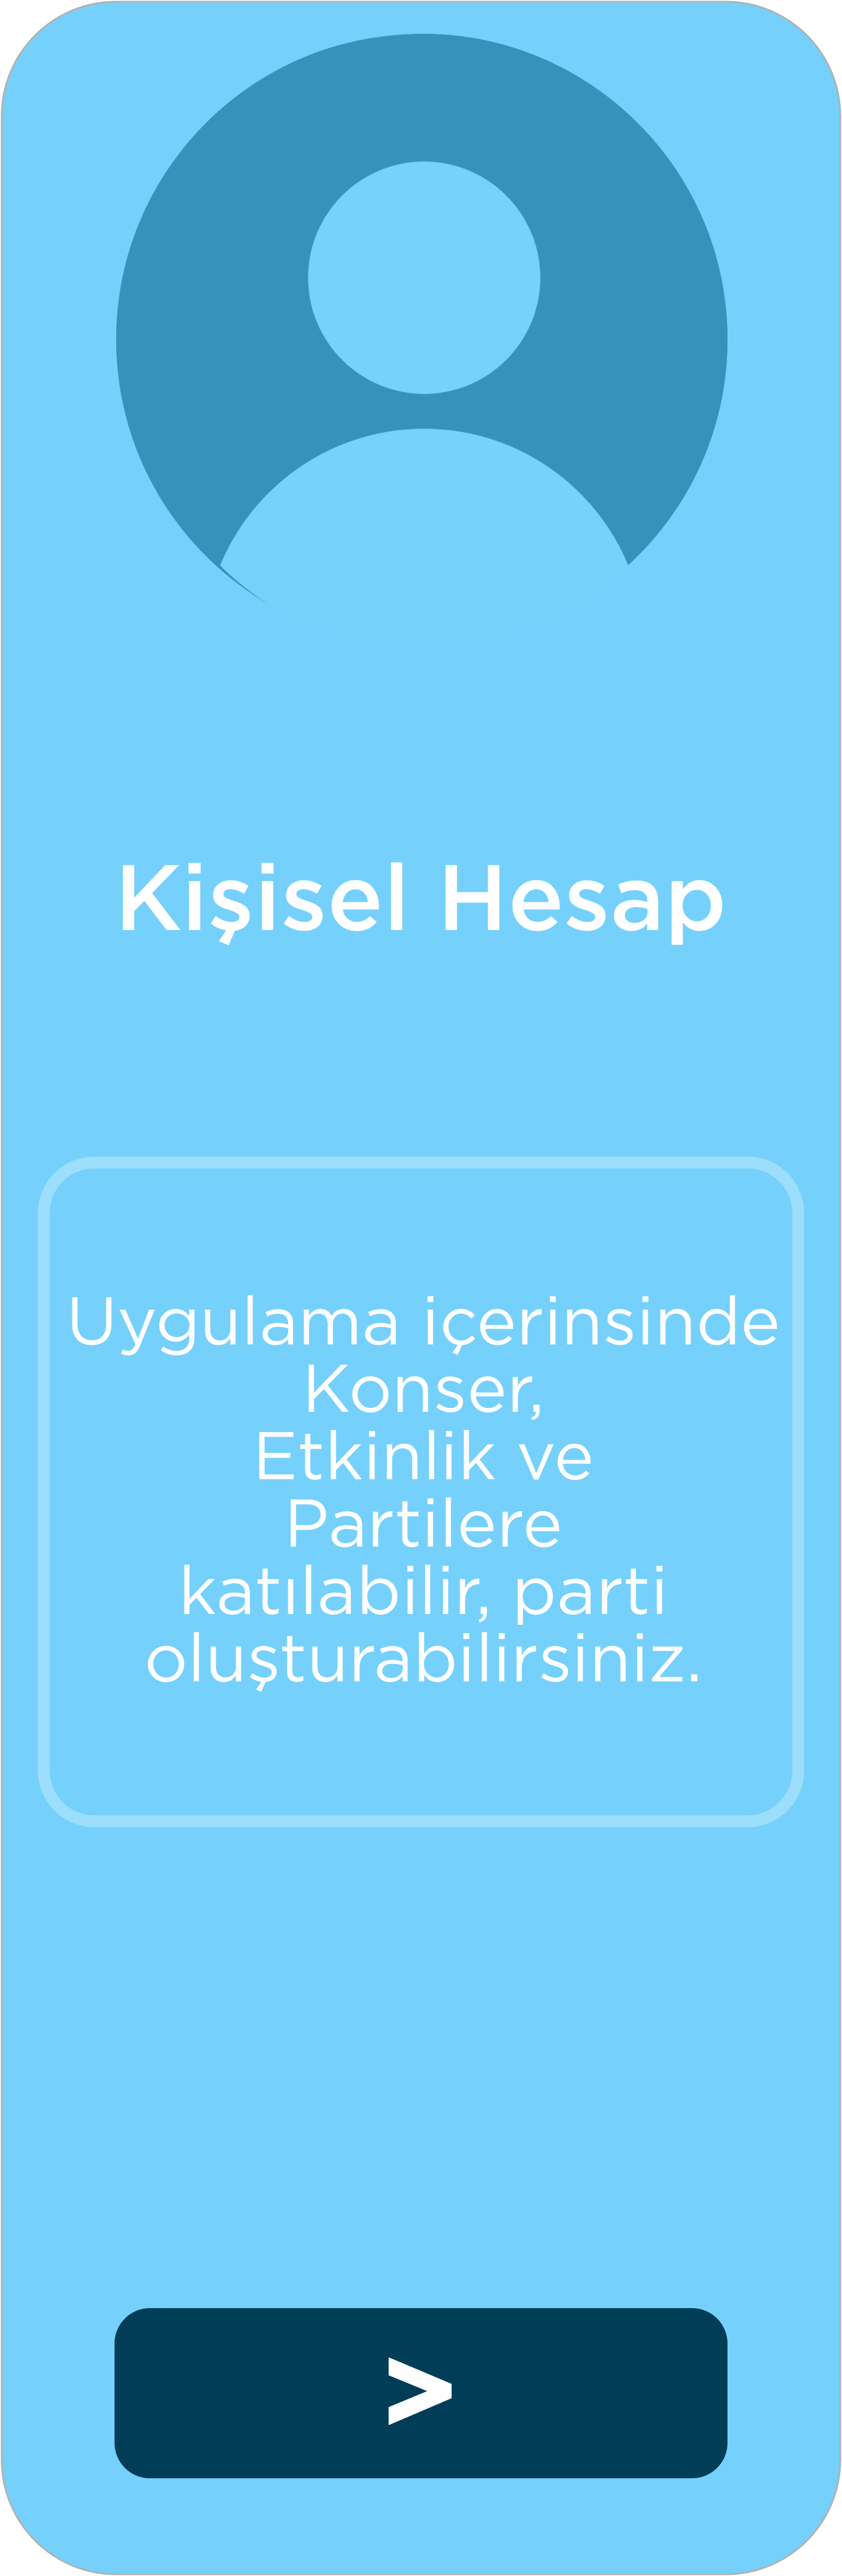 Kişisel Hesap
Uygulama içerinsinde
Konser,
Etkinlik ve
Partilere
katılabilir, parti
oluşturabilirsiniz.
>